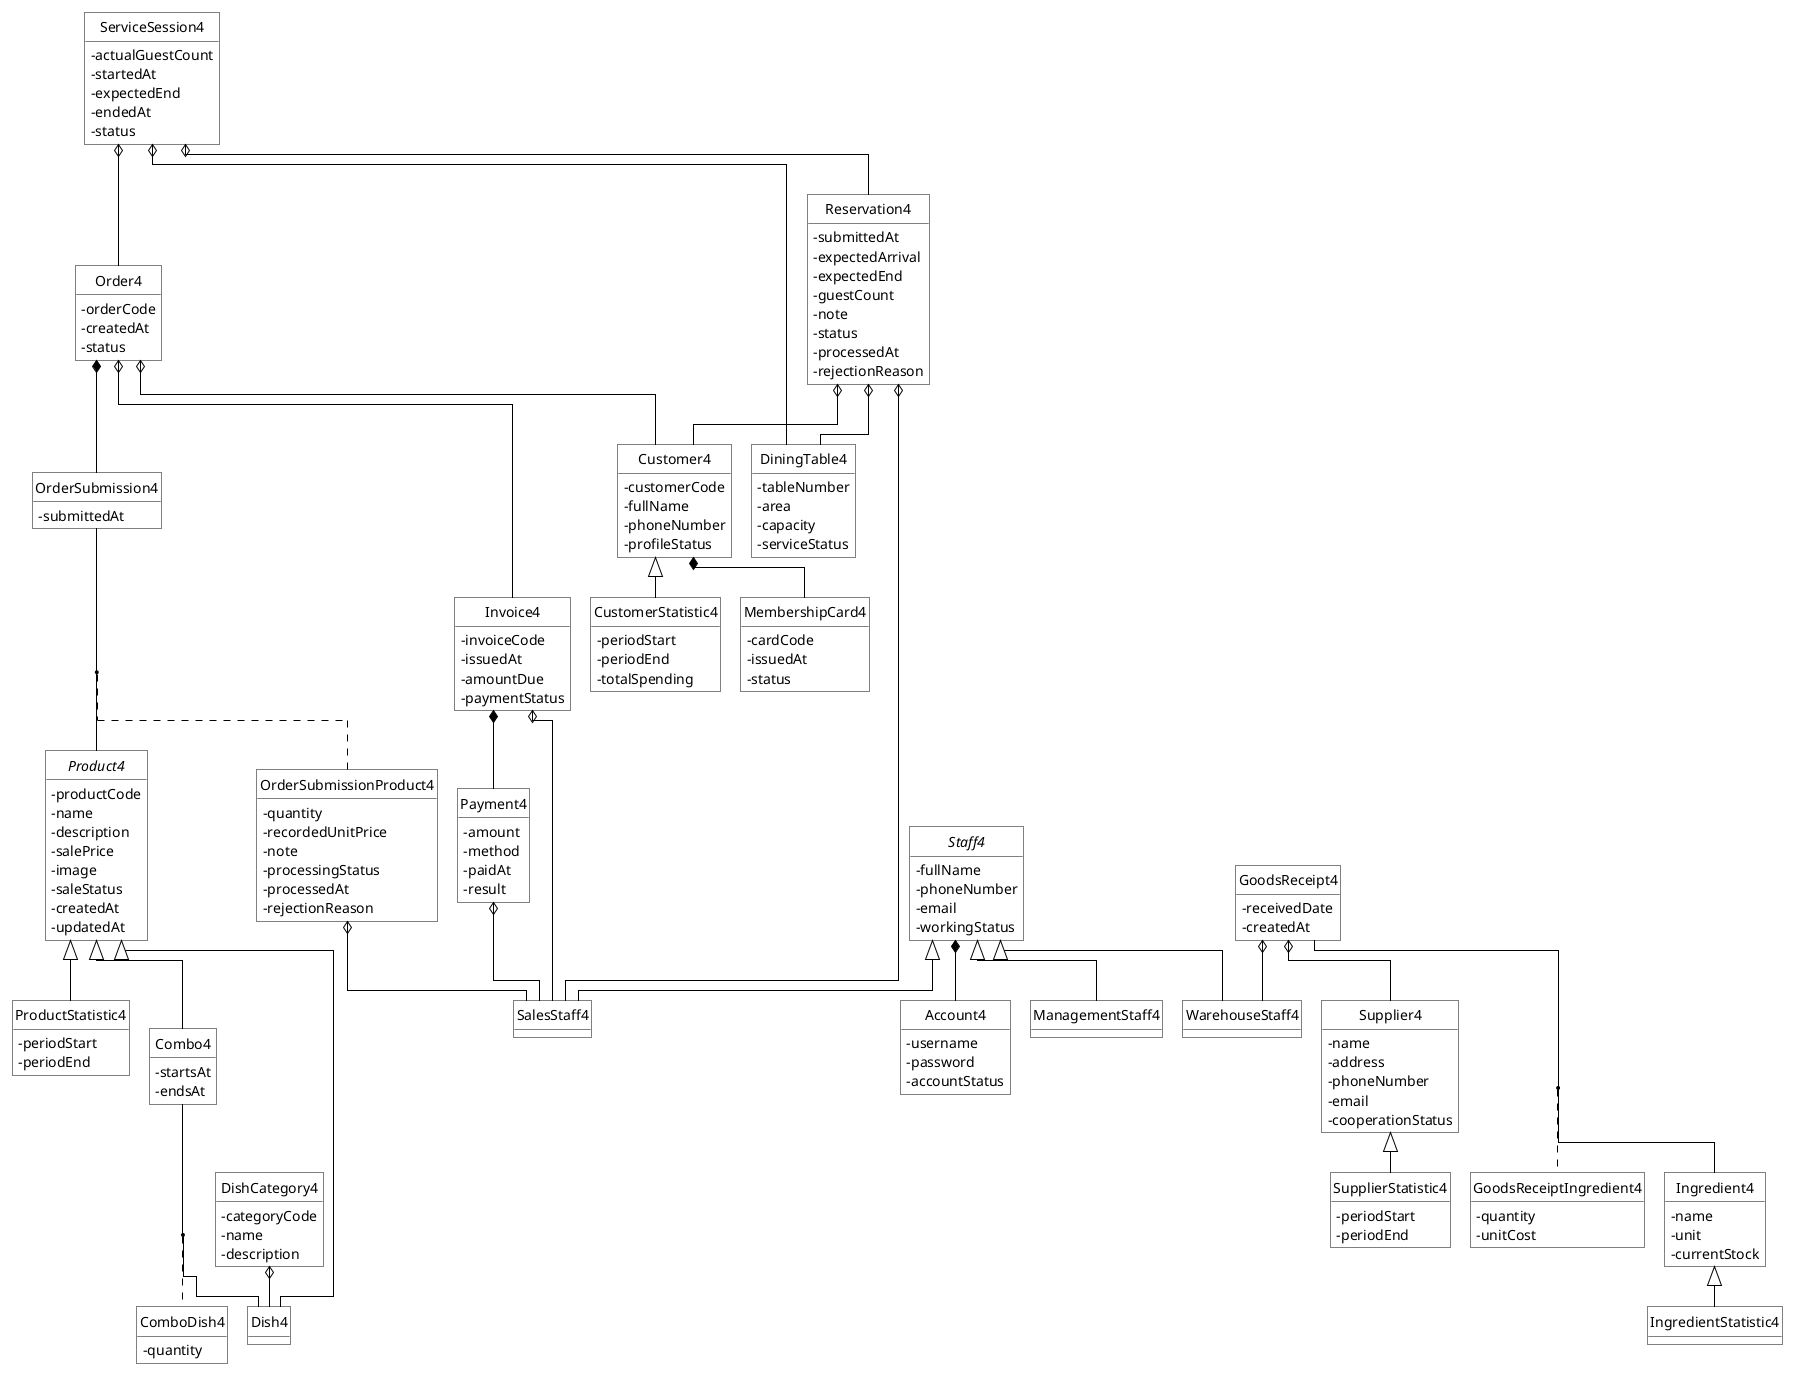 ServiceSession4
-actualGuestCount
-startedAt
-expectedEnd
-endedAt
-status
Reservation4
-submittedAt
-expectedArrival
-expectedEnd
-guestCount
-note
-status
-processedAt
-rejectionReason
Order4
-orderCode
-createdAt
-status
Customer4
-customerCode
-fullName
-phoneNumber
-profileStatus
DiningTable4
-tableNumber
-area
-capacity
-serviceStatus
OrderSubmission4
-submittedAt
Invoice4
-invoiceCode
-issuedAt
-amountDue
-paymentStatus
CustomerStatistic4
-periodStart
-periodEnd
-totalSpending
MembershipCard4
-cardCode
-issuedAt
-status
Product4
-productCode
-name
-description
-salePrice
-image
-saleStatus
-createdAt
-updatedAt
OrderSubmissionProduct4
-quantity
-recordedUnitPrice
-note
-processingStatus
-processedAt
-rejectionReason
Payment4
-amount
-method
-paidAt
-result
Staff4
-fullName
-phoneNumber
-email
-workingStatus
GoodsReceipt4
-receivedDate
-createdAt
ProductStatistic4
-periodStart
-periodEnd
Combo4
-startsAt
-endsAt
SalesStaff4
Account4
-username
-password
-accountStatus
ManagementStaff4
WarehouseStaff4
Supplier4
-name
-address
-phoneNumber
-email
-cooperationStatus
DishCategory4
-categoryCode
-name
-description
SupplierStatistic4
-periodStart
-periodEnd
GoodsReceiptIngredient4
-quantity
-unitCost
Ingredient4
-name
-unit
-currentStock
ComboDish4
-quantity
Dish4
IngredientStatistic4